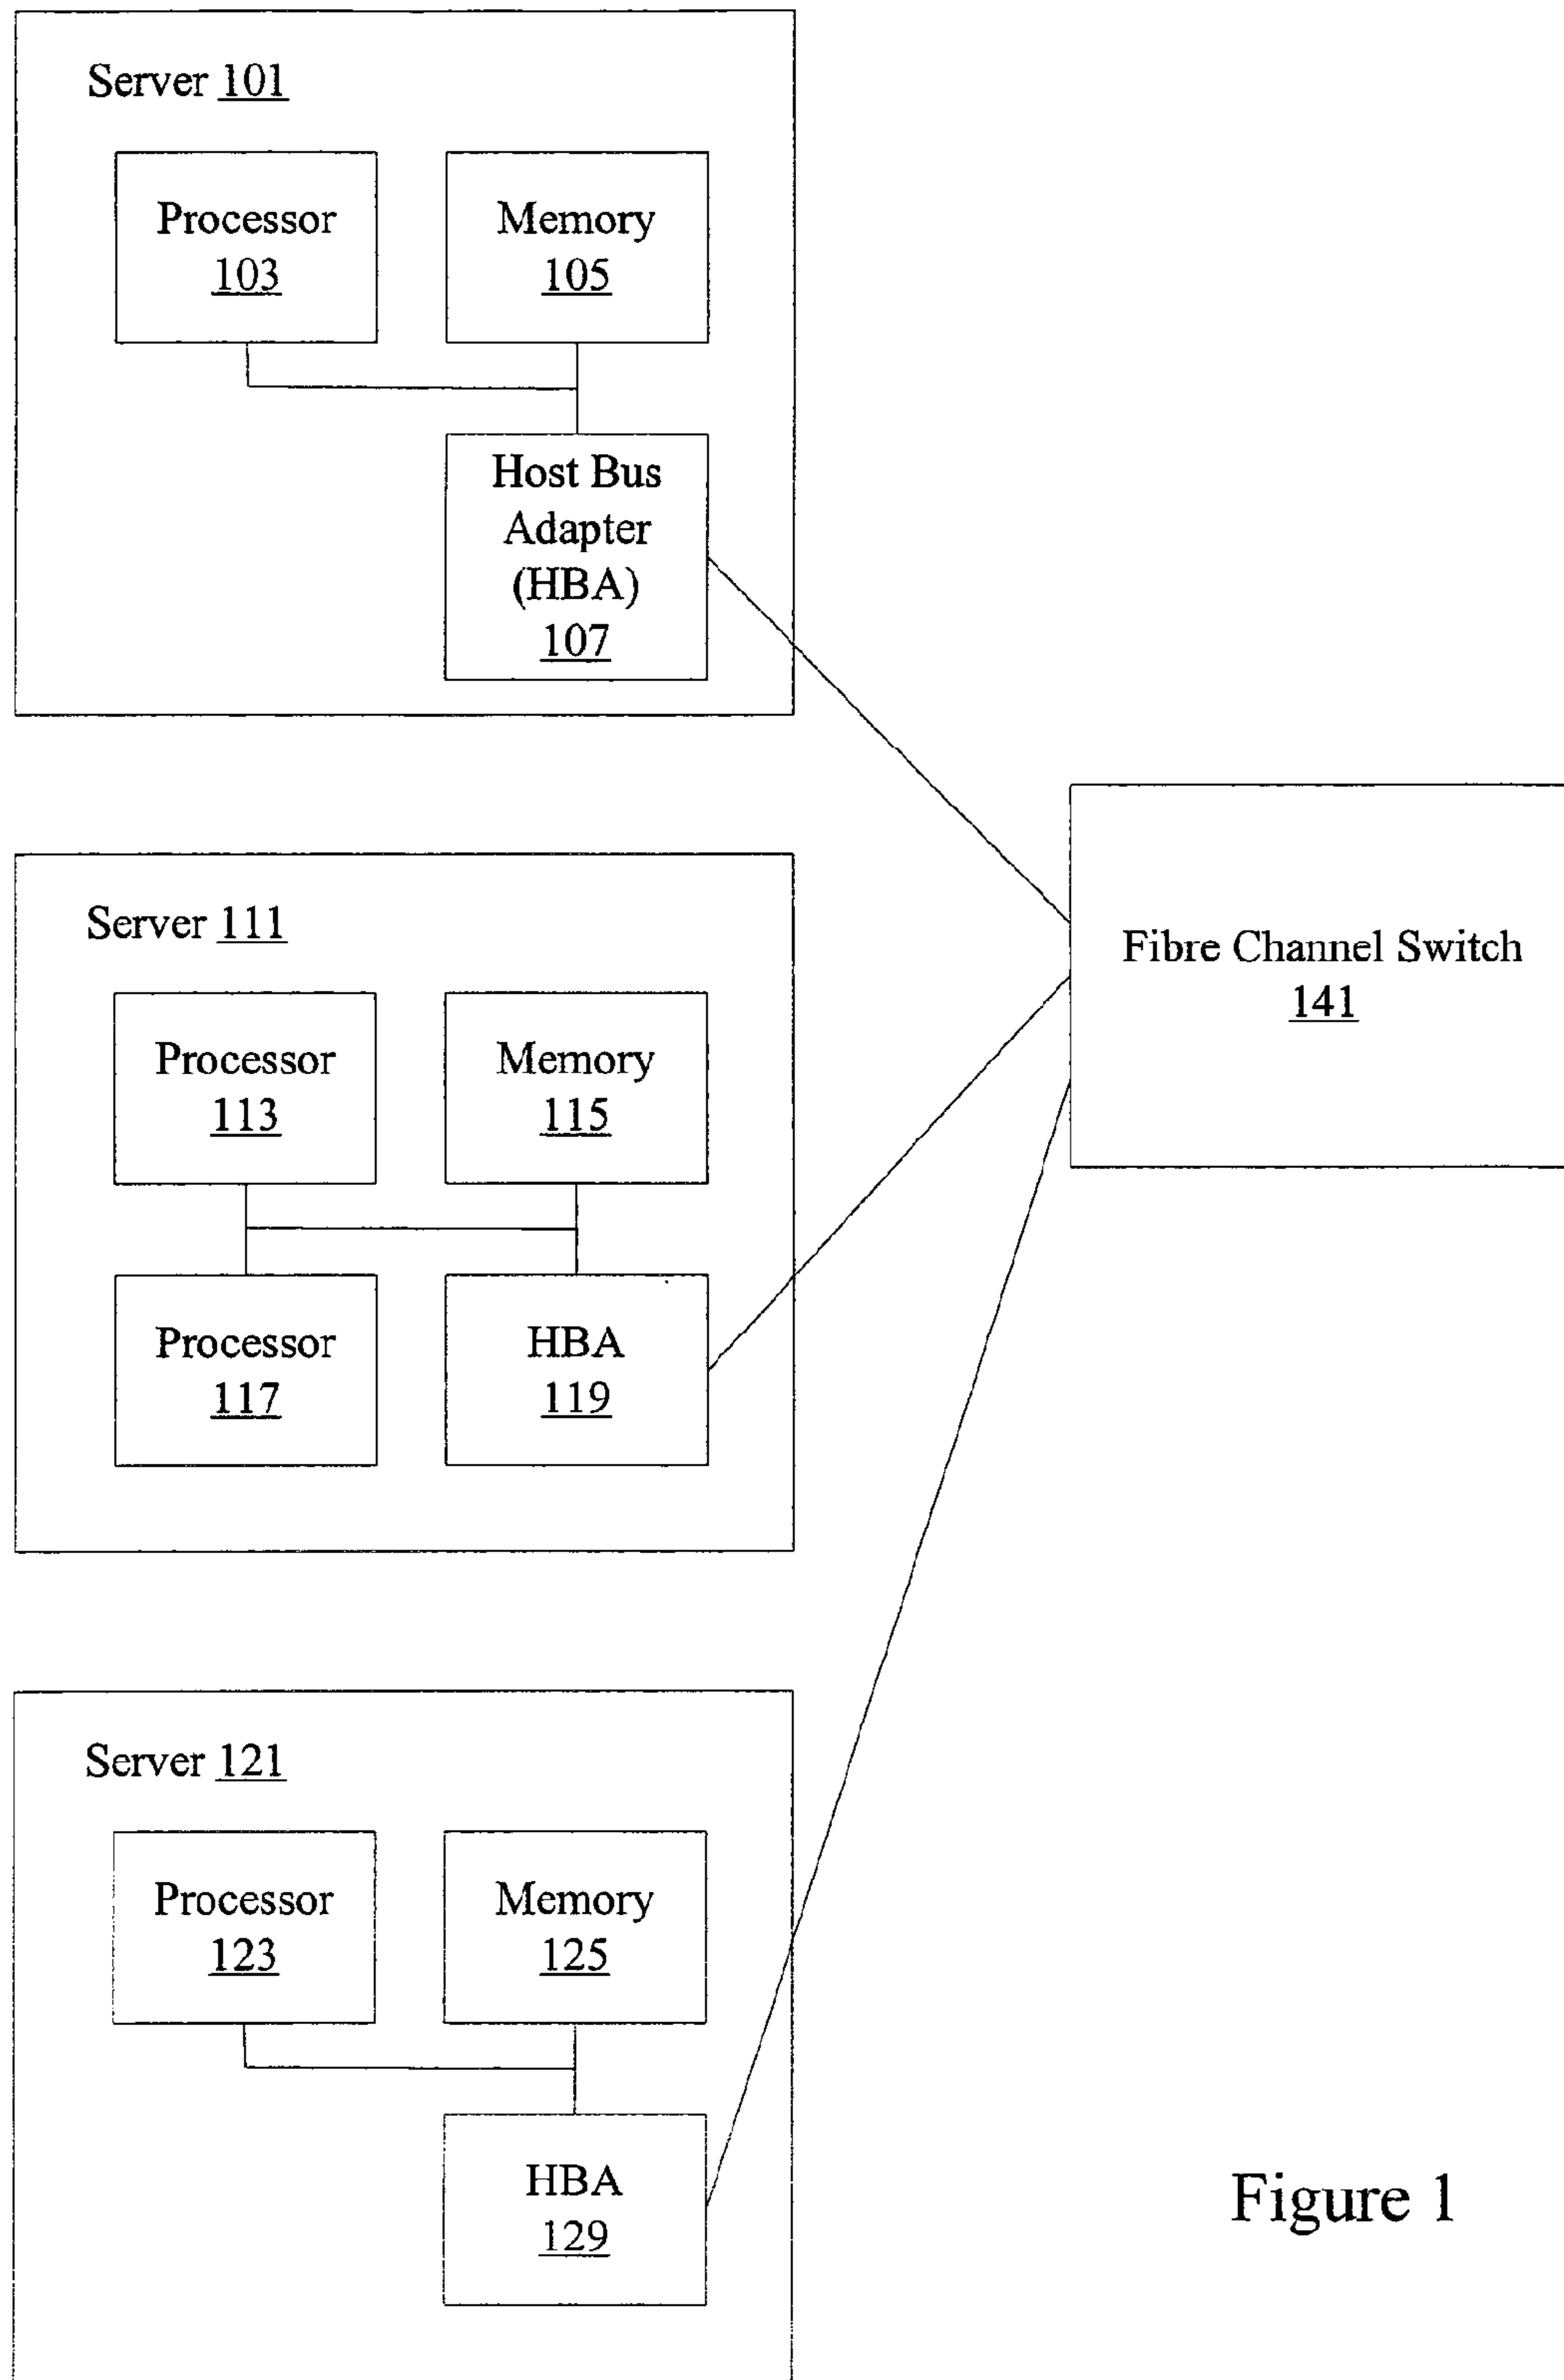 Server 101
Processor
103
Memory
105
Host Bus
Adapter
(HBA)
107
Server 111
Processor
113
Memory
115
Processor
117
HBA
119
Fibre Channel Switch
141
Server 121
Processor
123
Memory
125
HBA
129
Figure 1